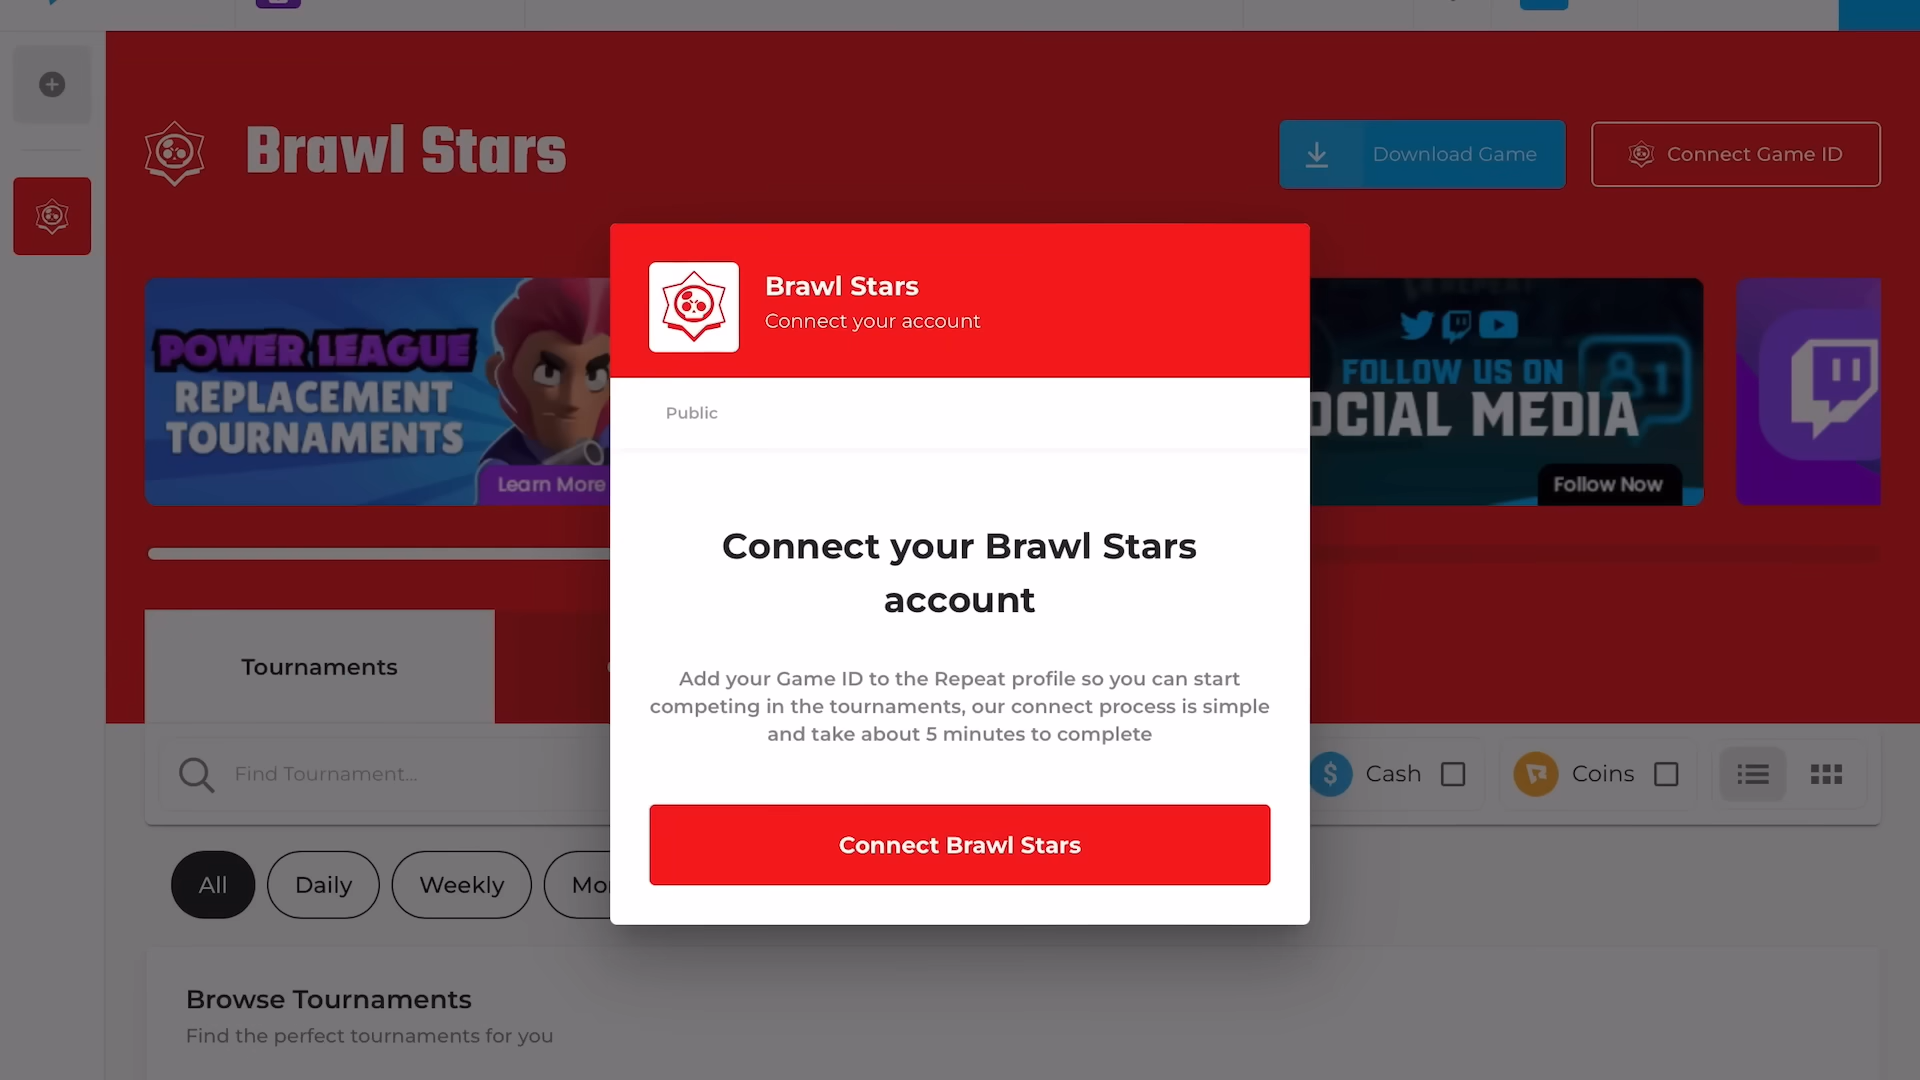 Brawl Stars
Download Game
Connect Game ID
Brawl Stars
Connect your account
POWER LEAGUE
REPLACEMENT
TOURNAMENTS
Learn More
FOLLOW US ON
OCIAL MEDIA
Follow Now
Public
Connect your Brawl Stars
account
Add your Game ID to the Repeat profile so you can start
competing in the tournaments, our connect process is simple
and take about 5 minutes to complete
Connect Brawl Stars
Tournaments
Find Tournament...
Cash
Coins
All
Daily
Weekly
Mo
Browse Tournaments
Find the perfect tournaments for you